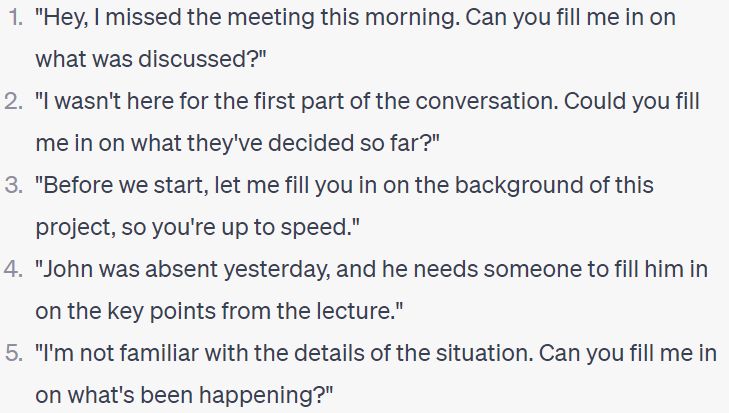 1. "Hey, I missed the meeting this morning. Can you fill me in on
what was discussed?"
2. "I wasn't here for the first part of the conversation. Could you fill
me in on what they've decided so far?"
3. "Before we start, let me fill you in on the background of this
project, so you're up to speed."
4. "John was absent yesterday, and he needs someone to fill him in
on the key points from the lecture."
5. "I'm not familiar with the details of the situation. Can you fill me in
on what's been happening?"